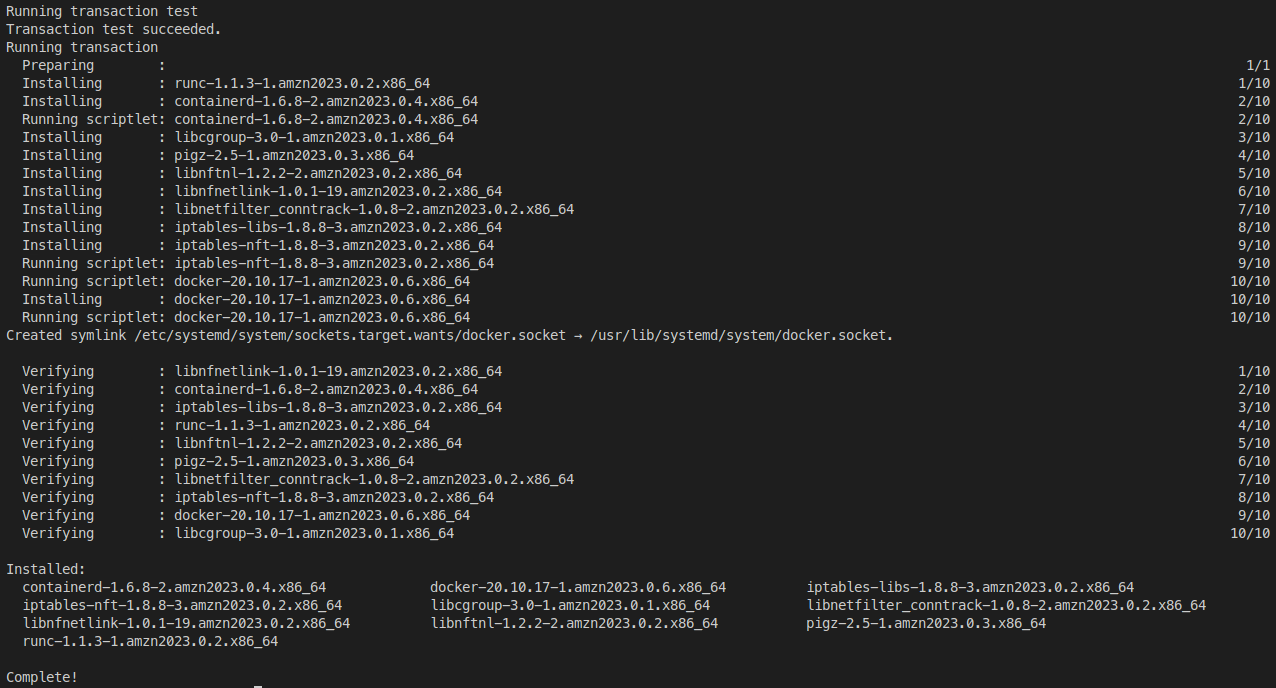 Running transaction test
Transaction test succeeded.
Running transaction
  Preparing        :                                                                                                                                       1/1
  Installing       : runc-1.1.3-1.amzn2023.0.2.x86_64                                                                                                     1/10
  Installing       : containerd-1.6.8-2.amzn2023.0.4.x86_64                                                                                               2/10
  Running scriptlet: containerd-1.6.8-2.amzn2023.0.4.x86_64                                                                                               2/10
  Installing       : libcgroup-3.0-1.amzn2023.0.1.x86_64                                                                                                  3/10
  Installing       : pigz-2.5-1.amzn2023.0.3.x86_64                                                                                                       4/10
  Installing       : libnftnl-1.2.2-2.amzn2023.0.2.x86_64                                                                                                 5/10
  Installing       : libnfnetlink-1.0.1-19.amzn2023.0.2.x86_64                                                                                            6/10
  Installing       : libnetfilter_conntrack-1.0.8-2.amzn2023.0.2.x86_64                                                                                   7/10
  Installing       : iptables-libs-1.8.8-3.amzn2023.0.2.x86_64                                                                                            8/10
  Installing       : iptables-nft-1.8.8-3.amzn2023.0.2.x86_64                                                                                             9/10
  Running scriptlet: iptables-nft-1.8.8-3.amzn2023.0.2.x86_64                                                                                             9/10
  Running scriptlet: docker-20.10.17-1.amzn2023.0.6.x86_64                                                                                               10/10
  Installing       : docker-20.10.17-1.amzn2023.0.6.x86_64                                                                                               10/10
  Running scriptlet: docker-20.10.17-1.amzn2023.0.6.x86_64                                                                                               10/10
Created symlink /etc/systemd/system/sockets.target.wants/docker.socket → /usr/lib/systemd/system/docker.socket.

  Verifying        : libnfnetlink-1.0.1-19.amzn2023.0.2.x86_64                                                                                            1/10
  Verifying        : containerd-1.6.8-2.amzn2023.0.4.x86_64                                                                                               2/10
  Verifying        : iptables-libs-1.8.8-3.amzn2023.0.2.x86_64                                                                                            3/10
  Verifying        : runc-1.1.3-1.amzn2023.0.2.x86_64                                                                                                     4/10
  Verifying        : libnftnl-1.2.2-2.amzn2023.0.2.x86_64                                                                                                 5/10
  Verifying        : pigz-2.5-1.amzn2023.0.3.x86_64                                                                                                       6/10
  Verifying        : libnetfilter_conntrack-1.0.8-2.amzn2023.0.2.x86_64                                                                                   7/10
  Verifying        : iptables-nft-1.8.8-3.amzn2023.0.2.x86_64                                                                                             8/10
  Verifying        : docker-20.10.17-1.amzn2023.0.6.x86_64                                                                                                9/10
  Verifying        : libcgroup-3.0-1.amzn2023.0.1.x86_64                                                                                                 10/10

Installed:
  containerd-1.6.8-2.amzn2023.0.4.x86_64             docker-20.10.17-1.amzn2023.0.6.x86_64          iptables-libs-1.8.8-3.amzn2023.0.2.x86_64
  iptables-nft-1.8.8-3.amzn2023.0.2.x86_64           libcgroup-3.0-1.amzn2023.0.1.x86_64            libnetfilter_conntrack-1.0.8-2.amzn2023.0.2.x86_64
  libnfnetlink-1.0.1-19.amzn2023.0.2.x86_64          libnftnl-1.2.2-2.amzn2023.0.2.x86_64           pigz-2.5-1.amzn2023.0.3.x86_64
  runc-1.1.3-1.amzn2023.0.2.x86_64

Complete!